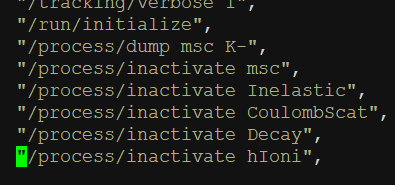 "/tracking/verbose 1",
"/run/initialize",
"/process/dump msc K-",
"/process/inactivate msc",
"/process/inactivate Inelastic",
"/process/inactivate CoulombScat",
"/process/inactivate Decay",
"/process/inactivate hIoni",